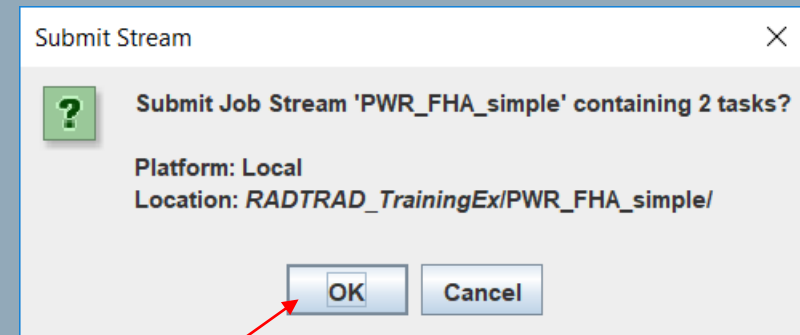 Submit Stream
Submit Job Stream 'PWR_FHA_simple' containing 2 tasks?
Platform: Local
Location: RADTRAD_TrainingEx/PWR_FHA_simple/
OK Cancel